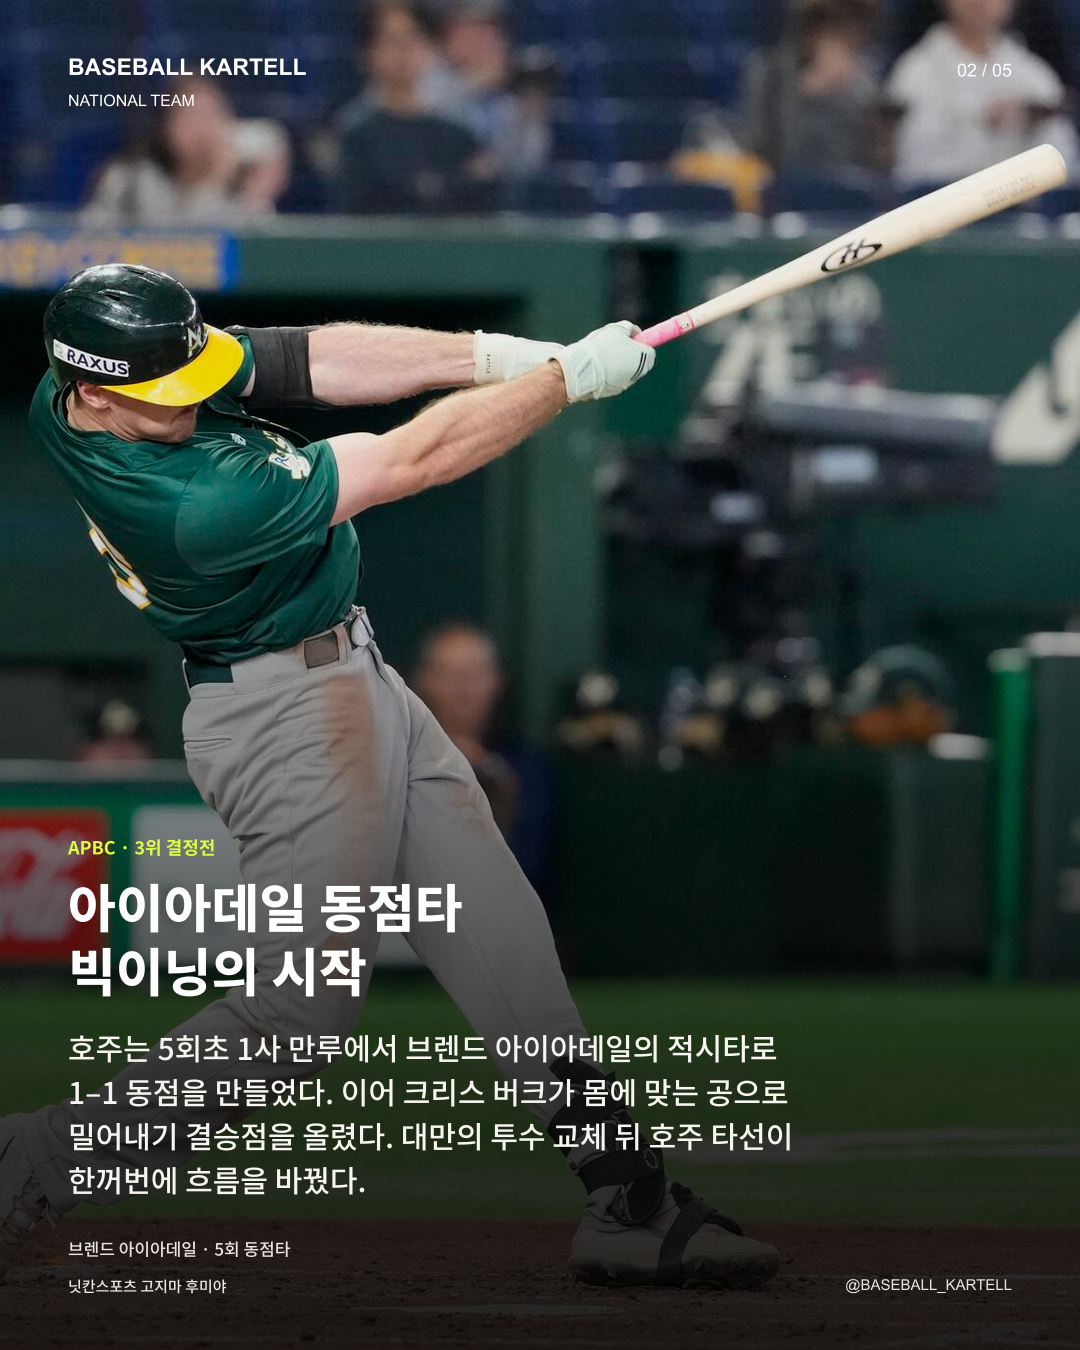 BASEBALL KARTELL
02 / 05
NATIONAL TEAM
RAXUS
APBC · 3위 결정전
아이아데일 동점타
빅이닝의 시작
호주는 5회초 1사 만루에서 브렌드 아이아데일의 적시타로
1–1 동점을 만들었다. 이어 크리스 버크가 몸에 맞는 공으로
밀어내기 결승점을 올렸다. 대만의 투수 교체 뒤 호주 타선이
한꺼번에 흐름을 바꿨다.
브렌드 아이아데일 · 5회 동점타
닛칸스포츠 고지마 후미야
@BASEBALL_KARTELL